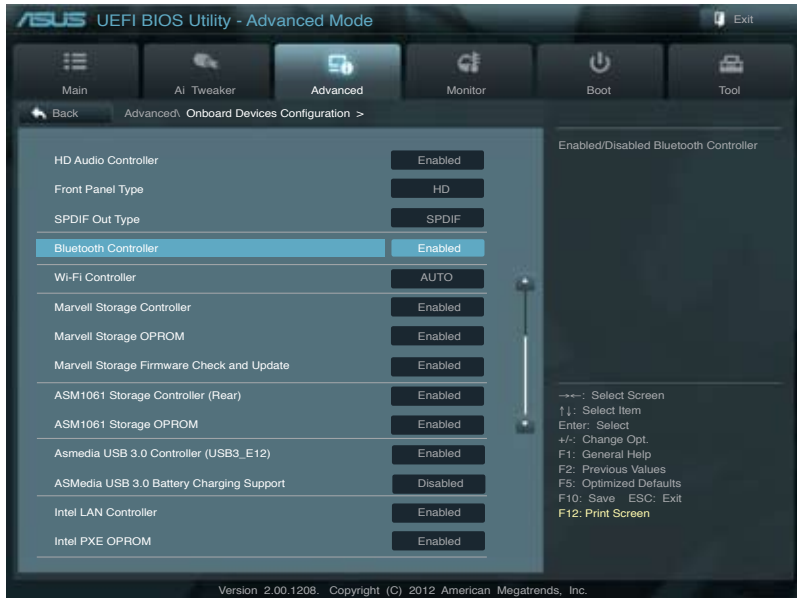 ASUS UEFI BIOS Utility - Advanced Mode
Exit
Main
Ai Tweaker
Advanced
Monitor
Boot
Tool
Back
Advanced\ Onboard Devices Configuration >
HD Audio Controller Enabled
Front Panel Type HD
SPDIF Out Type SPDIF
Bluetooth Controller Enabled
Wi-Fi Controller AUTO
Marvell Storage Controller Enabled
Marvell Storage OPROM Enabled
Marvell Storage Firmware Check and Update Enabled
ASM1061 Storage Controller (Rear) Enabled
ASM1061 Storage OPROM Enabled
Asmedia USB 3.0 Controller (USB3_E12) Enabled
ASMedia USB 3.0 Battery Charging Support Disabled
Intel LAN Controller Enabled
Intel PXE OPROM Enabled
Enabled/Disabled Bluetooth Controller
→←: Select Screen
↑↓: Select Item
Enter: Select
+/-: Change Opt.
F1: General Help
F2: Previous Values
F5: Optimized Defaults
F10: Save ESC: Exit
F12: Print Screen
Version 2.00.1208. Copyright (C) 2012 American Megatrends, Inc.